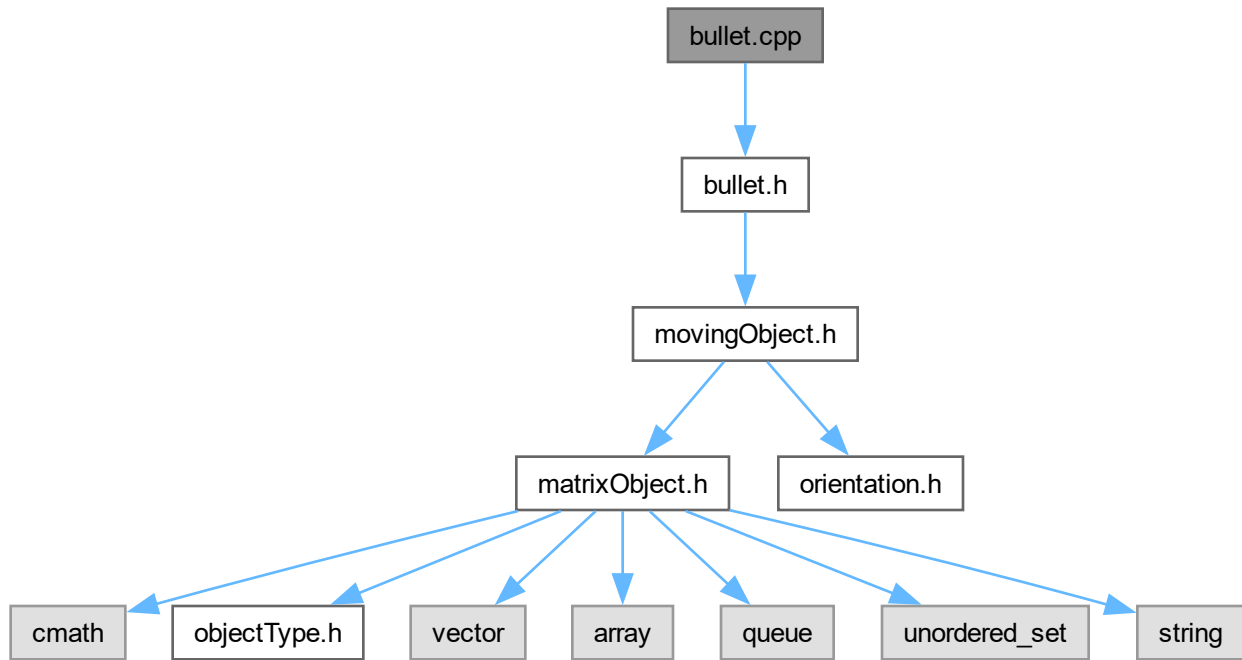 bullet.cpp
bullet.h
movingObject.h
matrixObject.h
orientation.h
cmath
objectType.h
vector
array
queue
unordered_set
string